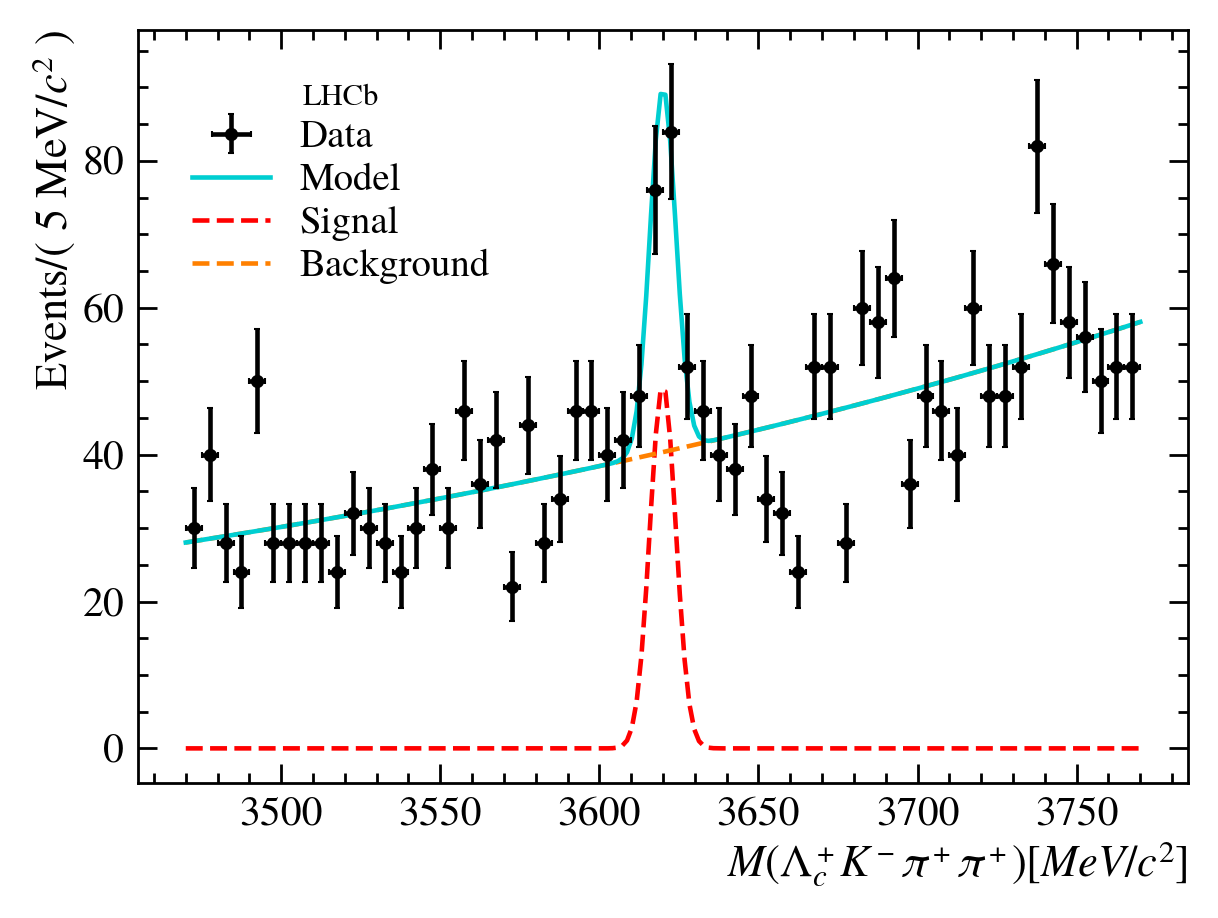 Events/( 5 MeV/c² )
80
60
40
20
0
LHCb
Data
Model
Signal
Background
3500 3550 3600 3650 3700 3750
M(Λc⁺K⁻π⁺π⁺)[MeV/c²]